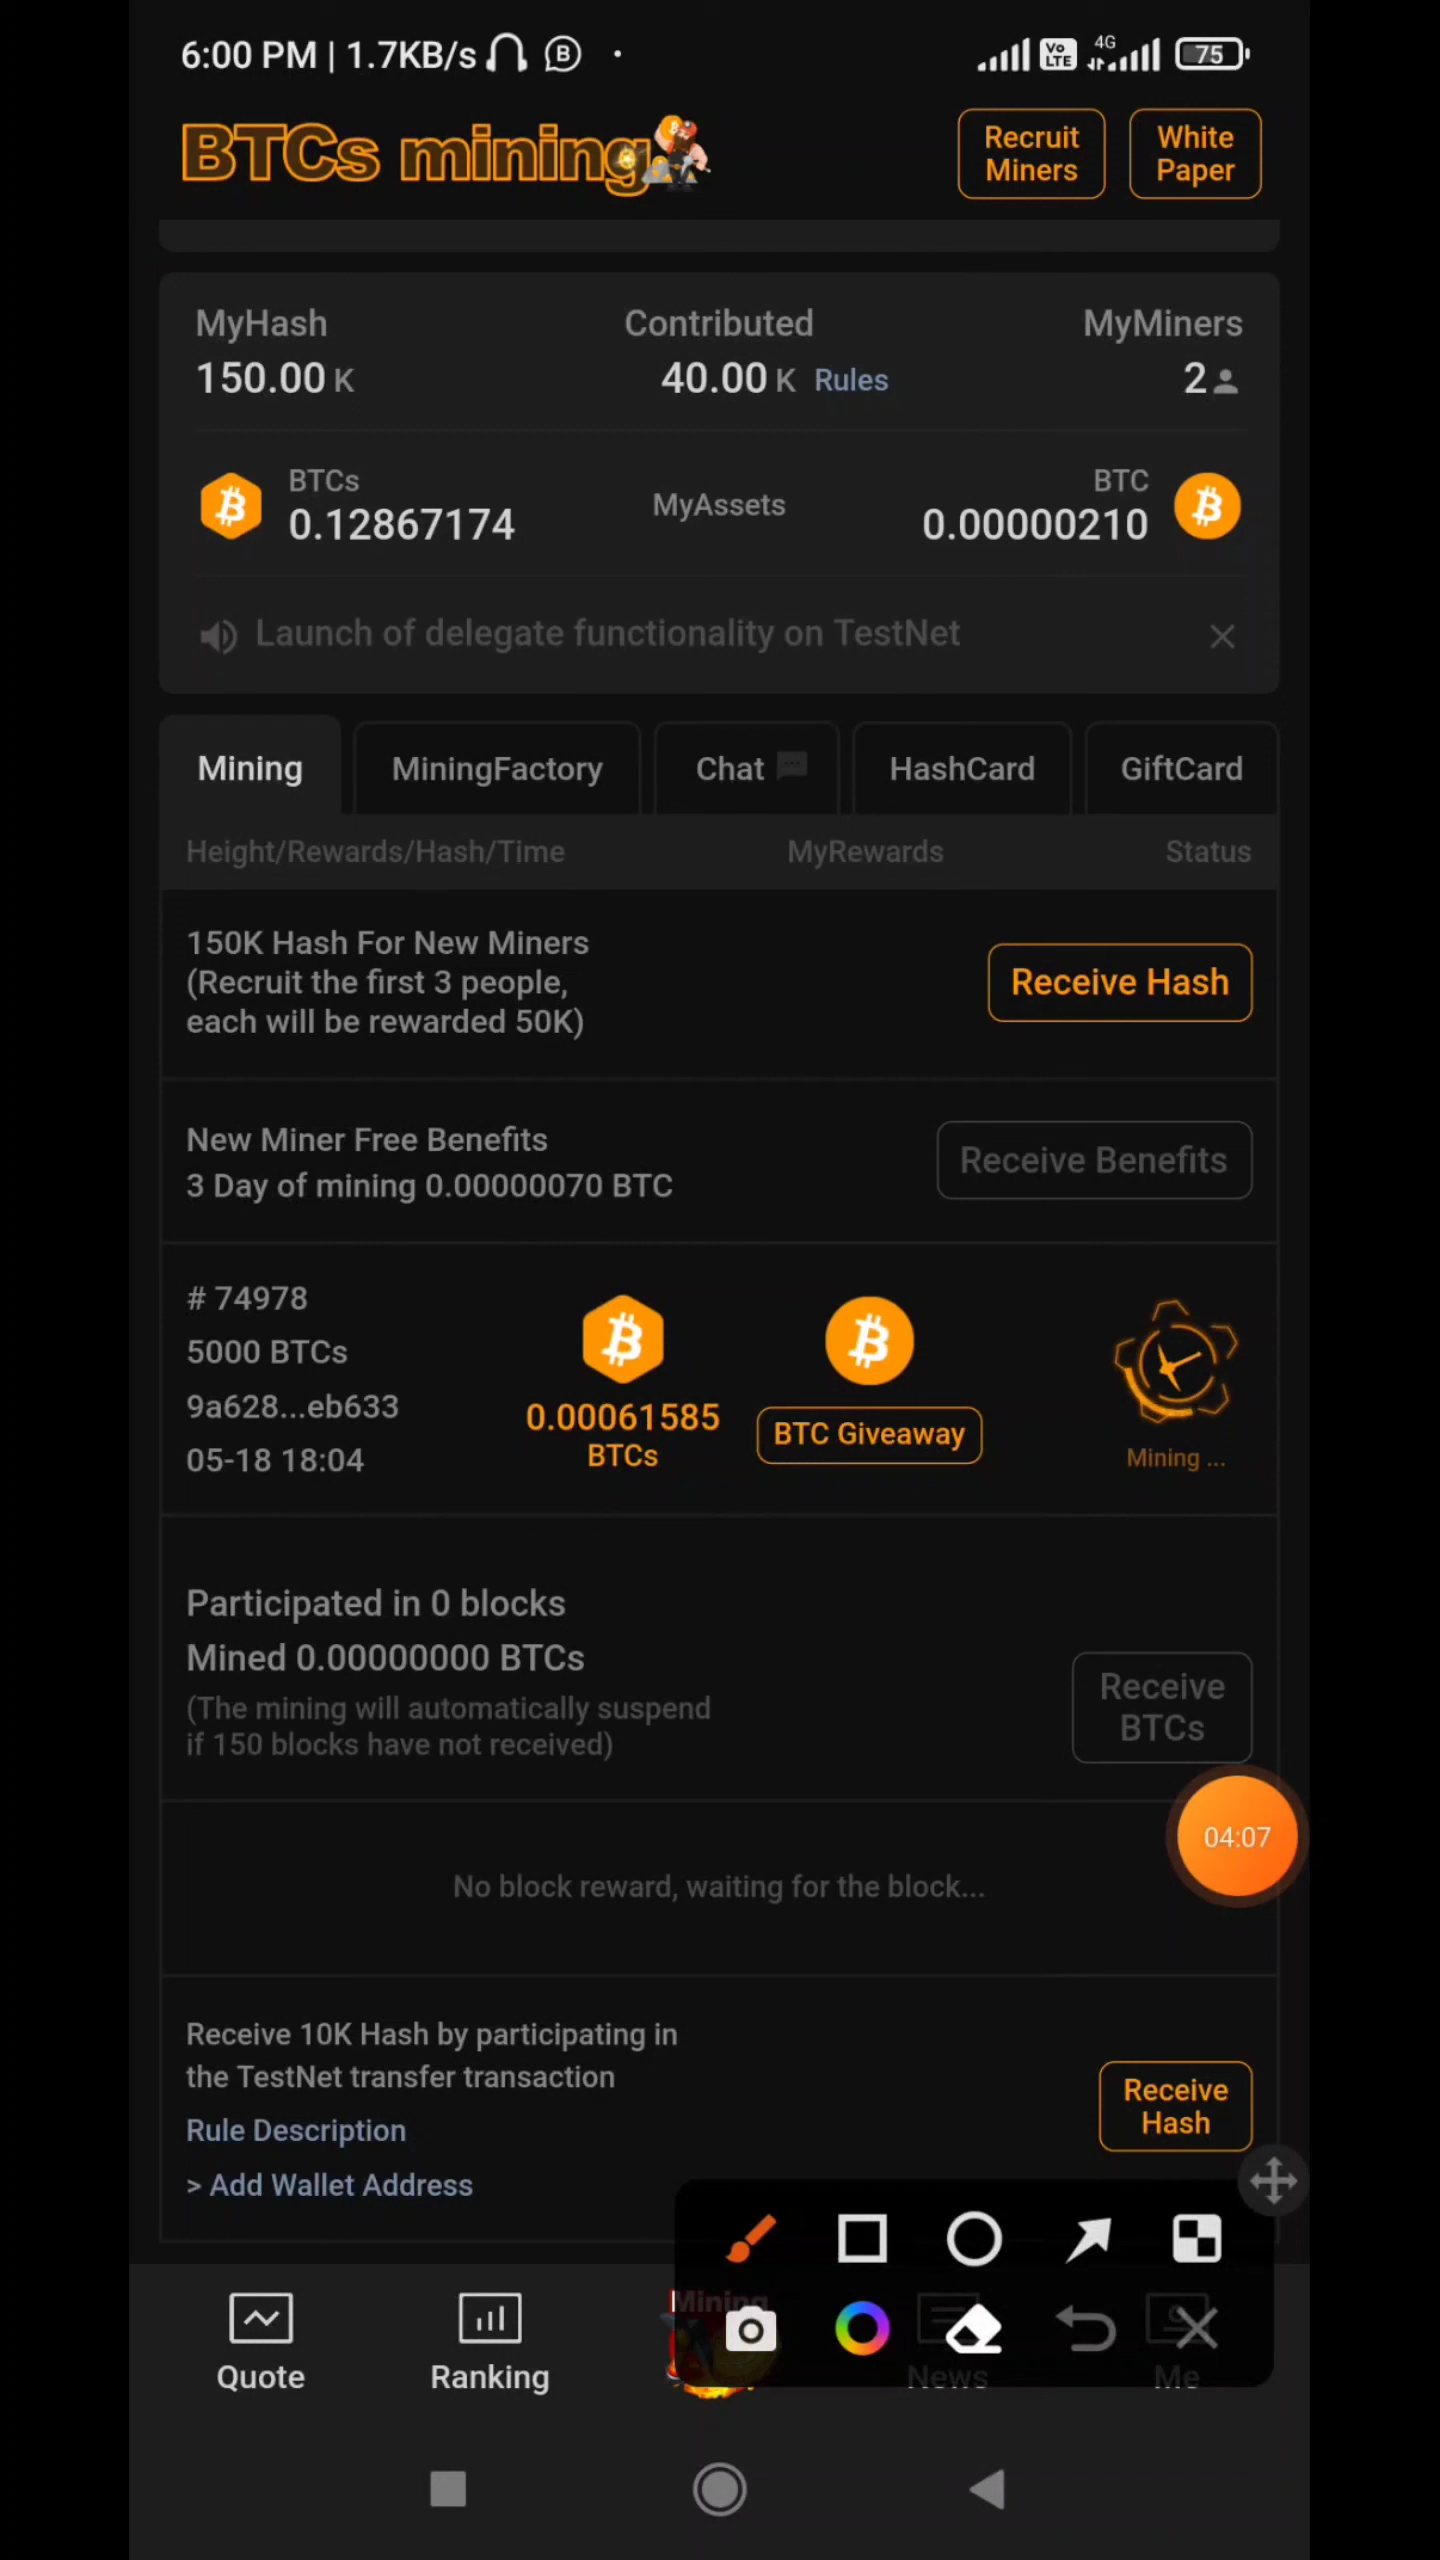 6:00 PM | 1.7KB/s B
Vo LTE 4G 75
BTCs mining
Recruit Miners
White Paper
MyHash Contributed MyMiners
150.00 K 40.00 K Rules 2
BTCs MyAssets BTC
0.12867174 0.00000210
Launch of delegate functionality on TestNet
Mining MiningFactory Chat HashCard GiftCard
Height/Rewards/Hash/Time MyRewards Status
150K Hash For New Miners
(Recruit the first 3 people,
each will be rewarded 50K)
Receive Hash
New Miner Free Benefits
3 Day of mining 0.00000070 BTC
Receive Benefits
# 74978
5000 BTCs
9a628...eb633
05-18 18:04
0.00061585
BTCs
BTC Giveaway
Mining ...
Participated in 0 blocks
Mined 0.00000000 BTCs
(The mining will automatically suspend
if 150 blocks have not received)
Receive
BTCs
04:07
No block reward, waiting for the block...
Receive 10K Hash by participating in
the TestNet transfer transaction
Rule Description
> Add Wallet Address
Receive
Hash
Quote Ranking Mining News Me